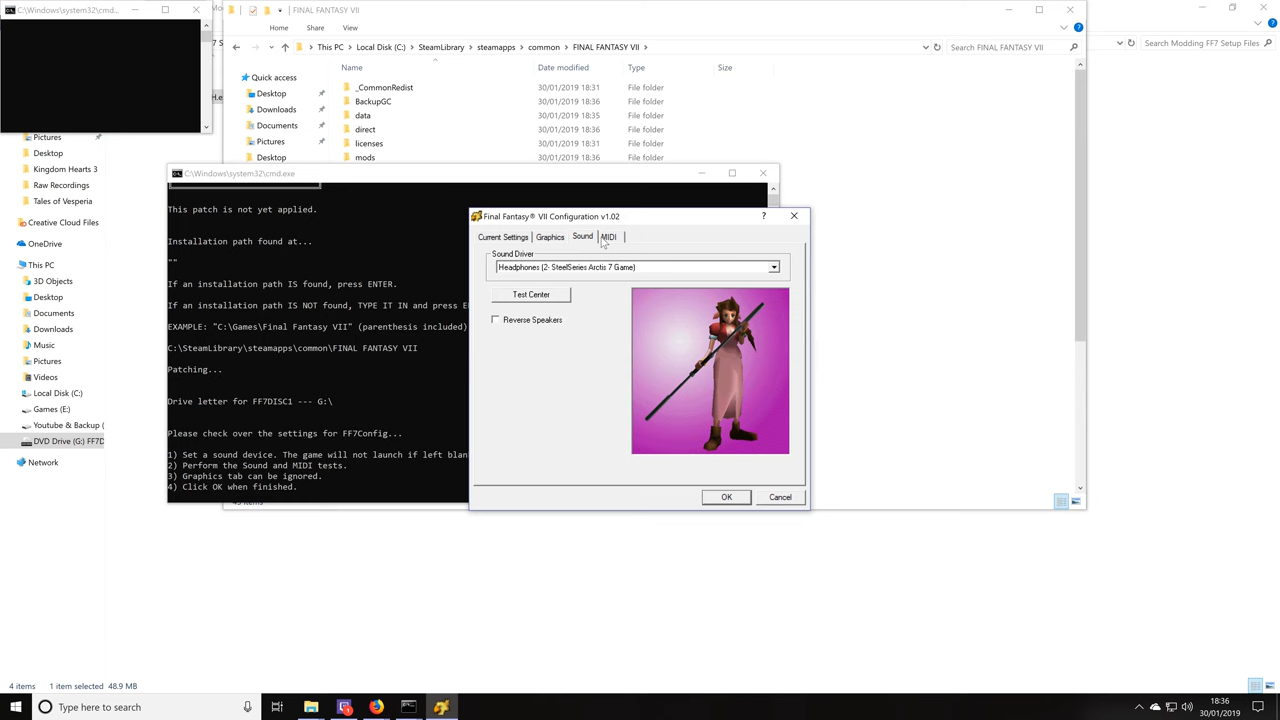 C:\Windows\system32\cmd...
FINAL FANTASY VII
Home Share View
This PC > Local Disk (C:) > SteamLibrary > steamapps > common > FINAL FANTASY VII >
Search FINAL FANTASY VII
Search Modding FF7 Setup Files
Name Date modified Type Size
Quick access
Desktop
Downloads
Documents
Pictures
Desktop
_CommonRedist 30/01/2019 18:31 File folder
BackupGC 30/01/2019 18:36 File folder
data 30/01/2019 18:35 File folder
direct 30/01/2019 18:36 File folder
licenses 30/01/2019 18:31 File folder
mods 30/01/2019 18:36 File folder
Pictures
Desktop
Kingdom Hearts 3
Raw Recordings
Tales of Vesperia
Creative Cloud Files
OneDrive
This PC
3D Objects
Desktop
Documents
Downloads
Music
Pictures
Videos
Local Disk (C:)
Games (E:)
Youtube & Backup (
DVD Drive (G:) FF7D
Network
C:\Windows\system32\cmd.exe
This patch is not yet applied.
Installation path found at...
""
If an installation path IS found, press ENTER.
If an installation path IS NOT found, TYPE IT IN and press E
EXAMPLE: "C:\Games\Final Fantasy VII" (parenthesis included)
C:\SteamLibrary\steamapps\common\FINAL FANTASY VII
Patching...
Drive letter for FF7DISC1 --- G:\
Please check over the settings for FF7Config...
1) Set a sound device. The game will not launch if left blan
2) Perform the Sound and MIDI tests.
3) Graphics tab can be ignored.
4) Click OK when finished.
Final Fantasy® VII Configuration v1.02
Current Settings Graphics Sound MIDI
Sound Driver
Headphones (2- SteelSeries Arctis 7 Game)
Test Center
Reverse Speakers
OK Cancel
4 items 1 item selected 48.9 MB
Type here to search
18:36
30/01/2019